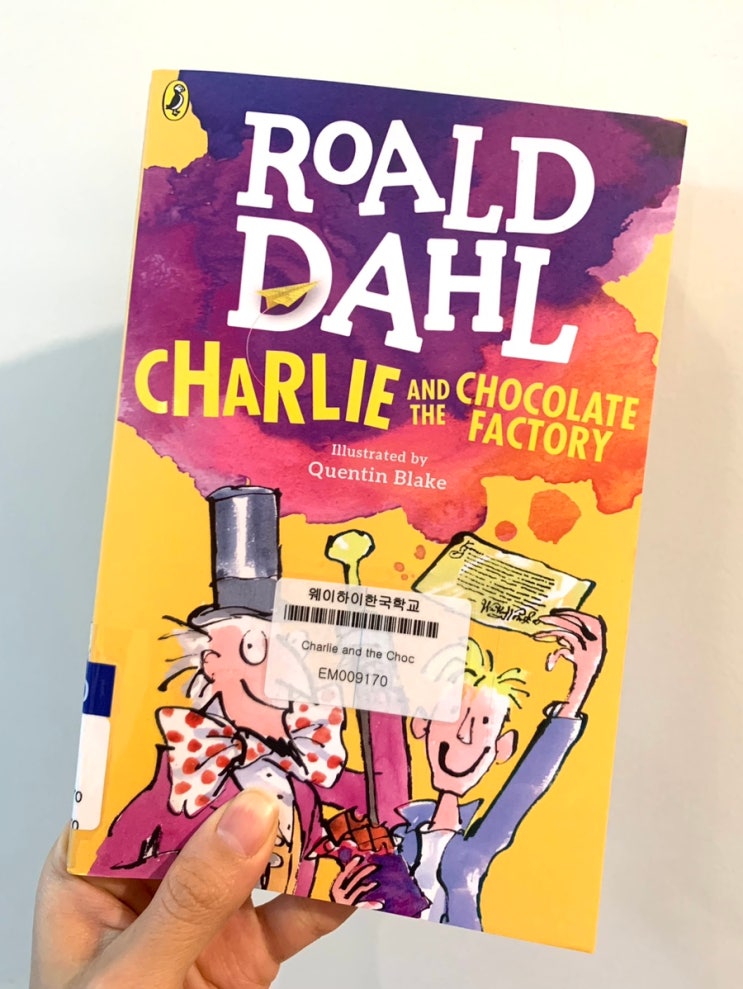 ROALD
DAHL
CHARLIE AND THE CHOCOLATE FACTORY
Illustrated by
Quentin Blake
웨이하이한국학교
Charlie and the Choc
EM009170